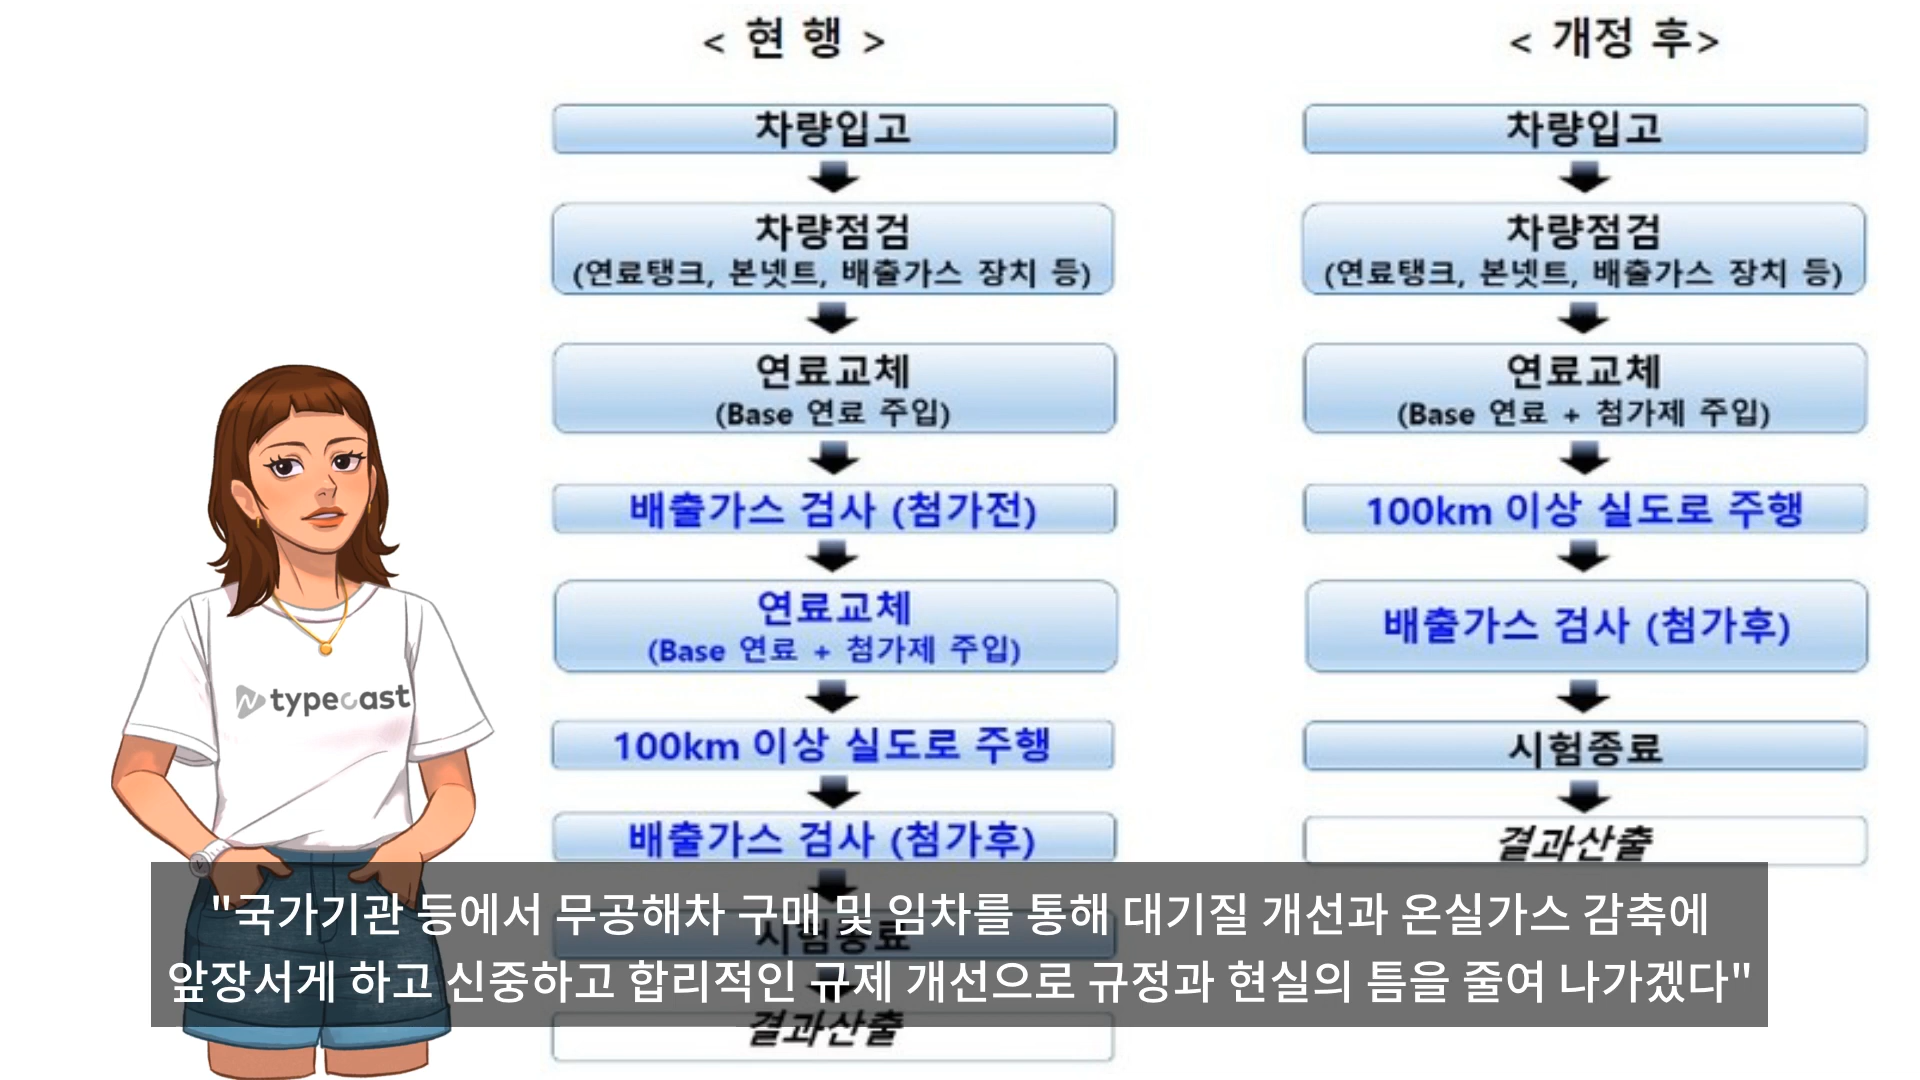 < 현 행 >
차량입고
차량점검
(연료탱크, 본넷트, 배출가스 장치 등)
연료교체
(Base 연료 주입)
배출가스 검사 (첨가전)
연료교체
(Base 연료 + 첨가제 주입)
100km 이상 실도로 주행
배출가스 검사 (첨가후)
시험종료
결과산출
< 개정 후>
차량입고
차량점검
(연료탱크, 본넷트, 배출가스 장치 등)
연료교체
(Base 연료 + 첨가제 주입)
100km 이상 실도로 주행
배출가스 검사 (첨가후)
시험종료
결과산출
typecast
"국가기관 등에서 무공해차 구매 및 임차를 통해 대기질 개선과 온실가스 감축에
앞장서게 하고 신중하고 합리적인 규제 개선으로 규정과 현실의 틈을 줄여 나가겠다"